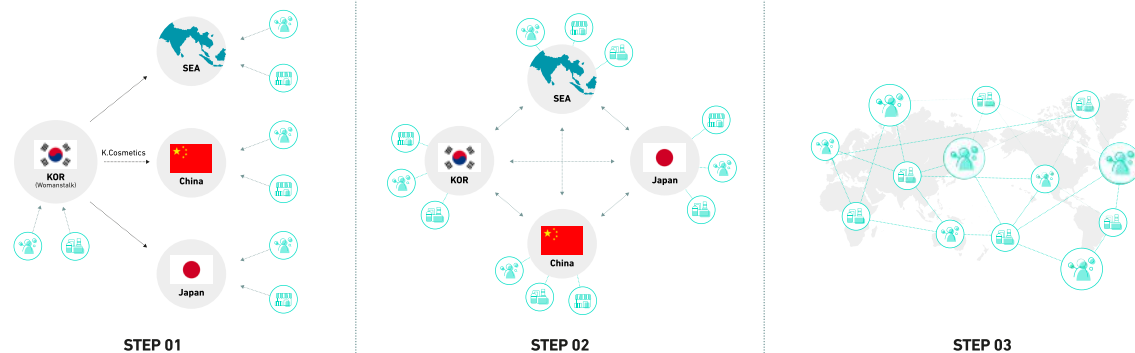 SEA
K.Cosmetics
KOR
(Womanstalk)
China
Japan
STEP 01
SEA
KOR
Japan
China
STEP 02
STEP 03